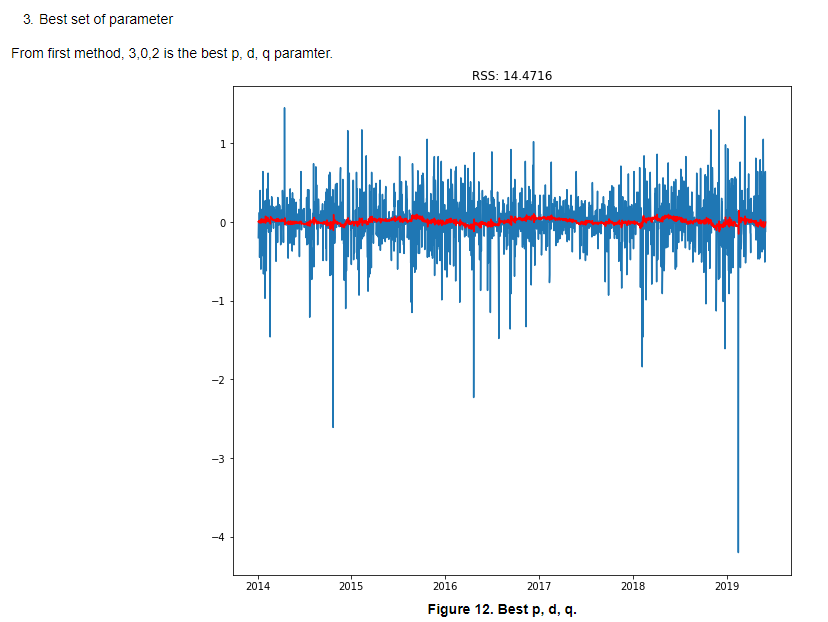 3. Best set of parameter
From first method, 3,0,2 is the best p, d, q paramter.
RSS: 14.4716
1
0
−1
−2
−3
−4
2014 2015 2016 2017 2018 2019
Figure 12. Best p, d, q.